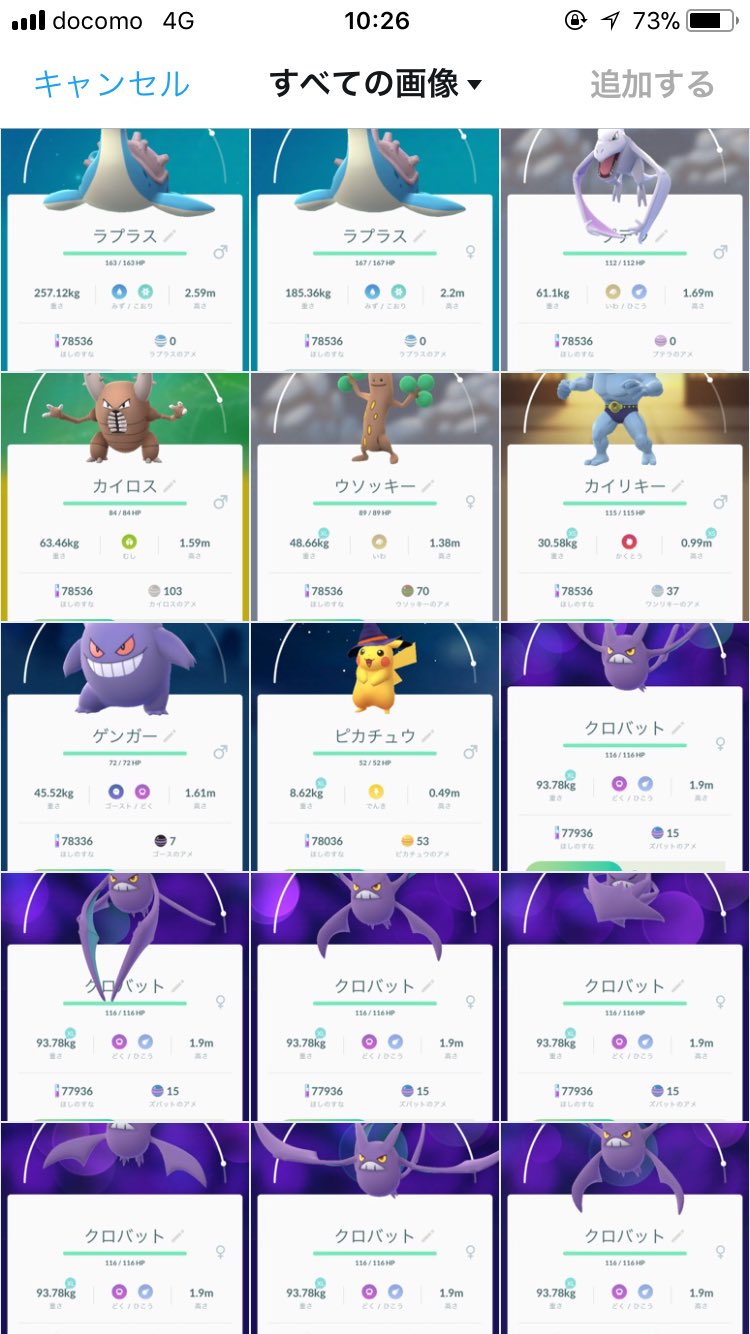 docomo 4G 10:26 73%
キャンセル すべての画像 追加する
ラプラス
163 / 163 HP
257.12kg 2.59m
重さ みず / こおり 高さ
78536 0
ほしのすな ラプラスのアメ
ラプラス
167 / 167 HP
185.36kg 2.2m
重さ みず / こおり 高さ
78536 0
ほしのすな ラプラスのアメ
112 / 112 HP
61.1kg 1.69m
重さ いわ / ひこう 高さ
78536 0
ほしのすな プテラのアメ
カイロス
84 / 84 HP
63.46kg 1.59m
重さ むし 高さ
78536 103
ほしのすな カイロスのアメ
ウソッキー
89 / 89 HP
XL
48.66kg 1.38m
重さ いわ 高さ
78536 70
ほしのすな ウソッキーのアメ
カイリキー
115 / 115 HP
XS XS
30.58kg 0.99m
重さ かくとう 高さ
78536 37
ほしのすな ワンリキーのアメ
ゲンガー
72 / 72 HP
45.52kg 1.61m
重さ ゴースト / どく 高さ
78336 7
ほしのすな ゴースのアメ
ピカチュウ
52 / 52 HP
XL
8.62kg 0.49m
重さ でんき 高さ
78036 53
ほしのすな ピカチュウのアメ
クロバット
116 / 116 HP
XL
93.78kg 1.9m
重さ どく / ひこう 高さ
77936 15
ほしのすな ズバットのアメ
クロバット
116 / 116 HP
XL
93.78kg 1.9m
重さ どく / ひこう 高さ
77936 15
ほしのすな ズバットのアメ
クロバット
116 / 116 HP
XL
93.78kg 1.9m
重さ どく / ひこう 高さ
77936 15
ほしのすな ズバットのアメ
クロバット
116 / 116 HP
XL
93.78kg 1.9m
重さ どく / ひこう 高さ
77936 15
ほしのすな ズバットのアメ
クロバット
116 / 116 HP
XL
93.78kg 1.9m
重さ どく / ひこう 高さ
クロバット
116 / 116 HP
XL
93.78kg 1.9m
重さ どく / ひこう 高さ
クロバット
116 / 116 HP
XL
93.78kg 1.9m
重さ どく / ひこう 高さ